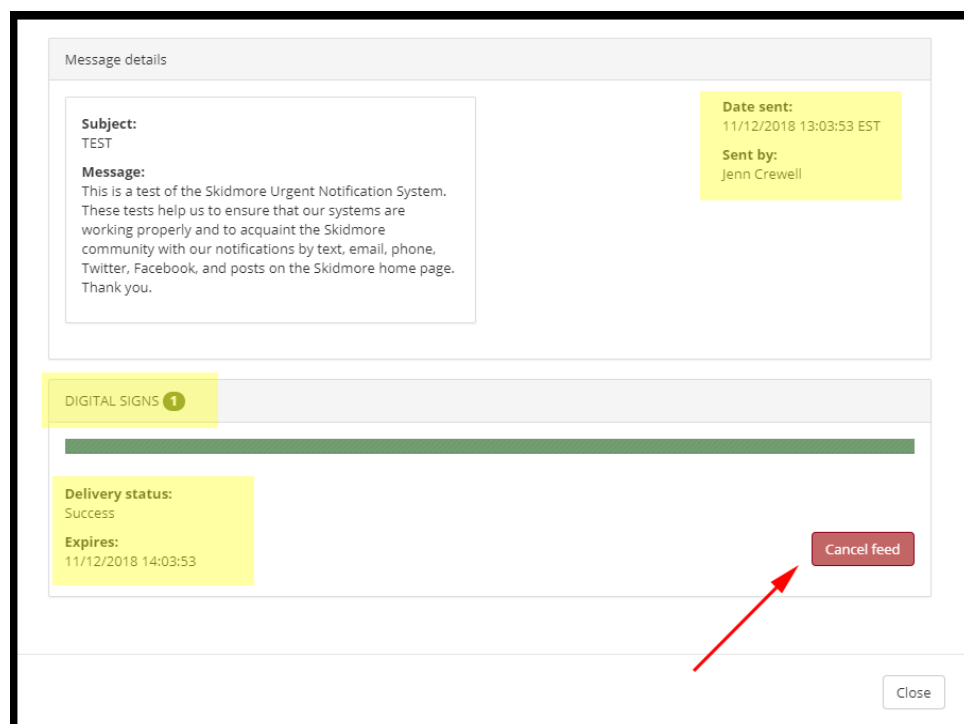 Message details
Subject:
TEST
Message:
This is a test of the Skidmore Urgent Notification System.
These tests help us to ensure that our systems are
working properly and to acquaint the Skidmore
community with our notifications by text, email, phone,
Twitter, Facebook, and posts on the Skidmore home page.
Thank you.
Date sent:
11/12/2018 13:03:53 EST
Sent by:
Jenn Crewell
DIGITAL SIGNS 1
Delivery status:
Success
Expires:
11/12/2018 14:03:53
Cancel feed
Close